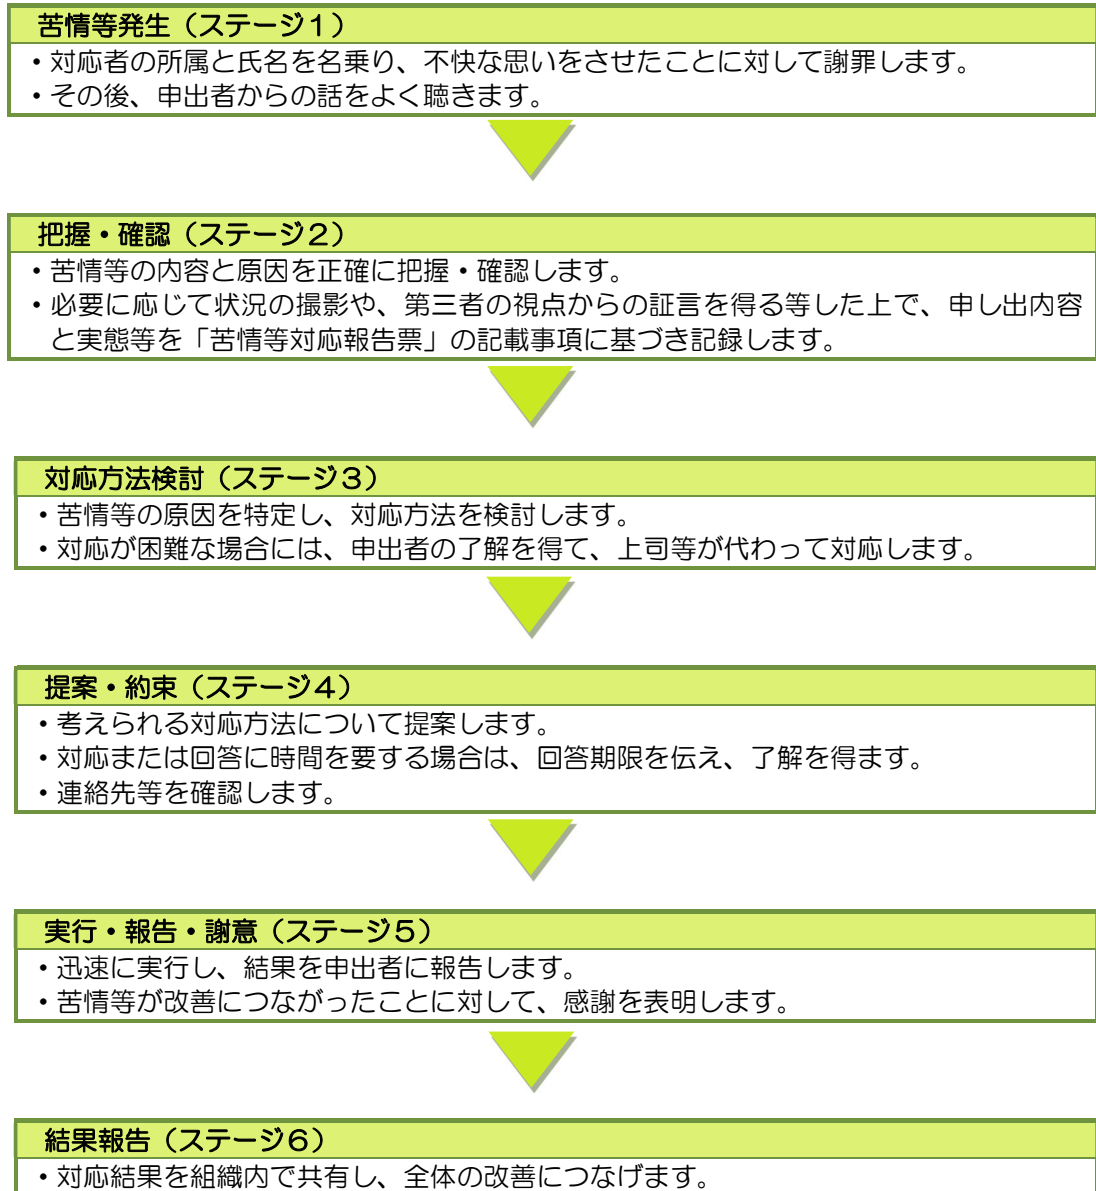 苦情等発生（ステージ１）
・対応者の所属と氏名を名乗り、不快な思いをさせたことに対して謝罪します。
・その後、申出者からの話をよく聴きます。
把握・確認（ステージ２）
・苦情等の内容と原因を正確に把握・確認します。
・必要に応じて状況の撮影や、第三者の視点からの証言を得る等した上で、申し出内容
と実態等を「苦情等対応報告票」の記載事項に基づき記録します。
対応方法検討（ステージ３）
・苦情等の原因を特定し、対応方法を検討します。
・対応が困難な場合には、申出者の了解を得て、上司等が代わって対応します。
提案・約束（ステージ４）
・考えられる対応方法について提案します。
・対応または回答に時間を要する場合は、回答期限を伝え、了解を得ます。
・連絡先等を確認します。
実行・報告・謝意（ステージ５）
・迅速に実行し、結果を申出者に報告します。
・苦情等が改善につながったことに対して、感謝を表明します。
結果報告（ステージ６）
・対応結果を組織内で共有し、全体の改善につなげます。